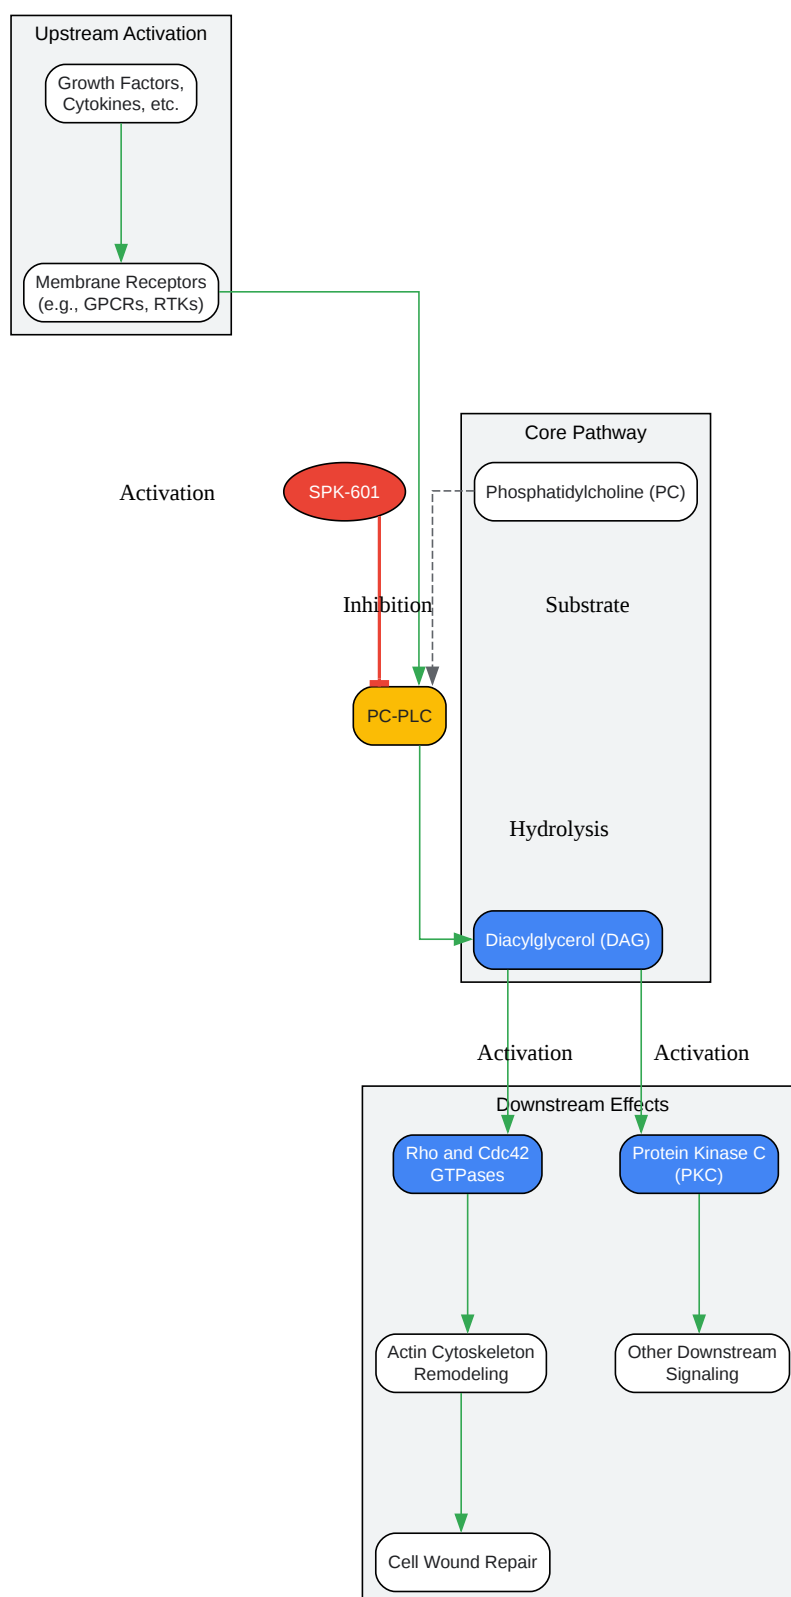 Upstream Activation
Growth Factors,
Cytokines, etc.
Membrane Receptors
(e.g., GPCRs, RTKs)
Core Pathway
Activation
SPK-601
Phosphatidylcholine (PC)
Inhibition
Substrate
PC-PLC
Hydrolysis
Diacylglycerol (DAG)
Activation
Activation
Downstream Effects
Rho and Cdc42
GTPases
Protein Kinase C
(PKC)
Actin Cytoskeleton
Remodeling
Other Downstream
Signaling
Cell Wound Repair